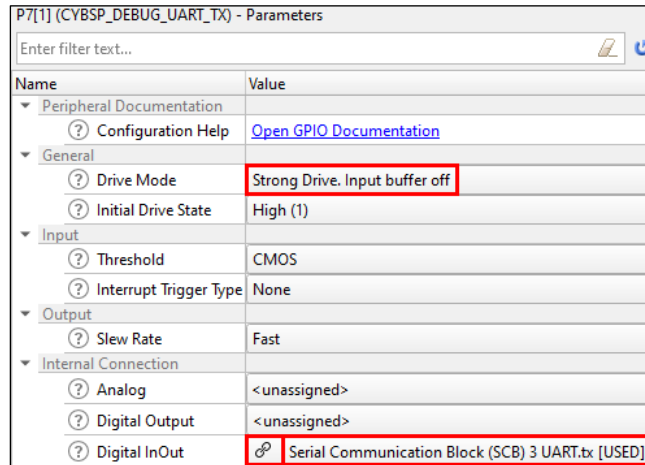 P7[1] (CYBSP_DEBUG_UART_TX) - Parameters
Enter filter text...
Name Value
Peripheral Documentation
Configuration Help Open GPIO Documentation
General
Drive Mode Strong Drive. Input buffer off
Initial Drive State High (1)
Input
Threshold CMOS
Interrupt Trigger Type None
Output
Slew Rate Fast
Internal Connection
Analog <unassigned>
Digital Output <unassigned>
Digital InOut Serial Communication Block (SCB) 3 UART.tx [USED]